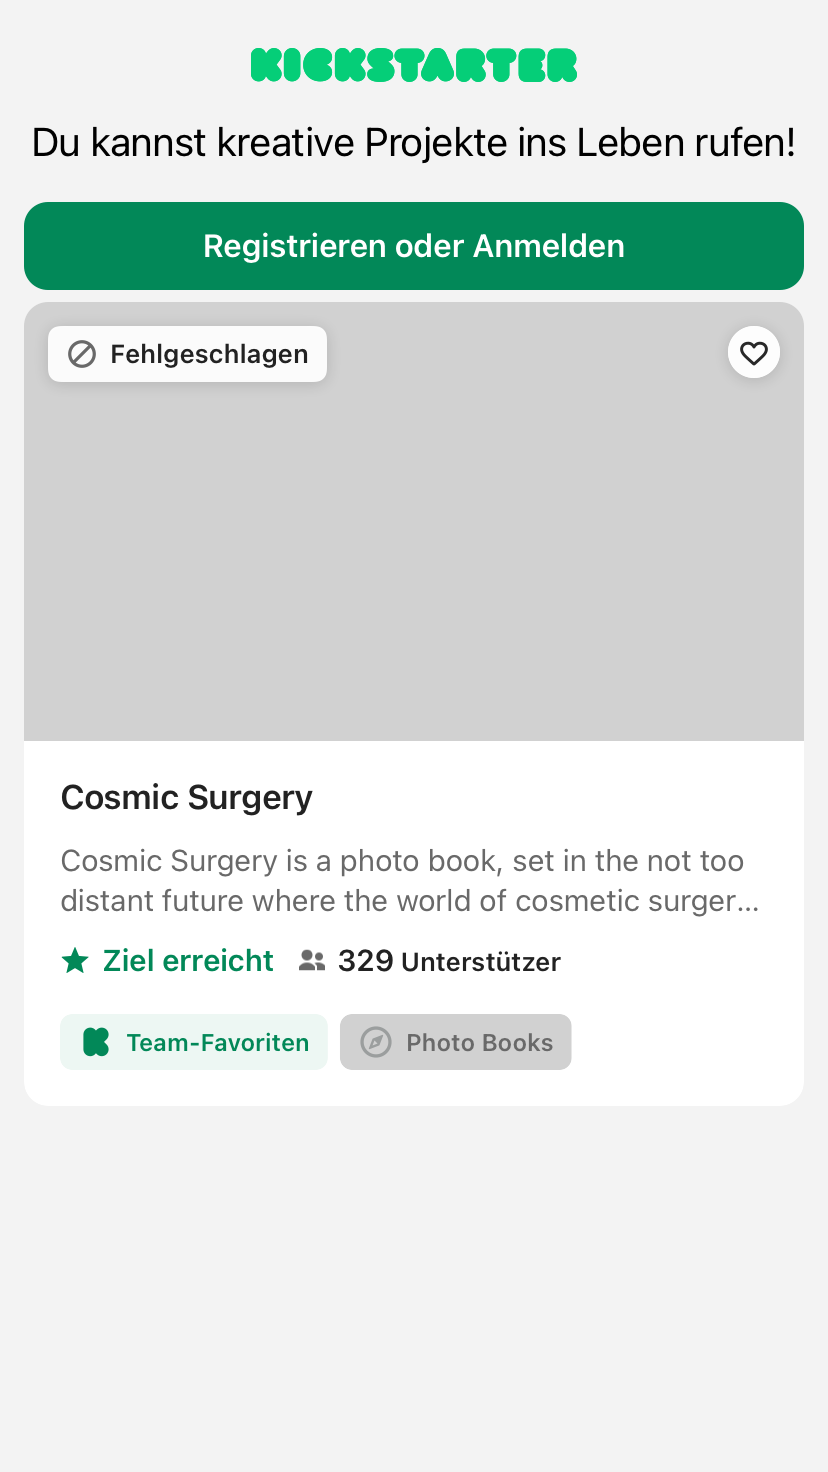 KICKSTARTER
Du kannst kreative Projekte ins Leben rufen!
Registrieren oder Anmelden
Fehlgeschlagen
Cosmic Surgery
Cosmic Surgery is a photo book, set in the not too
distant future where the world of cosmetic surger...
Ziel erreicht 329 Unterstützer
Team-Favoriten Photo Books